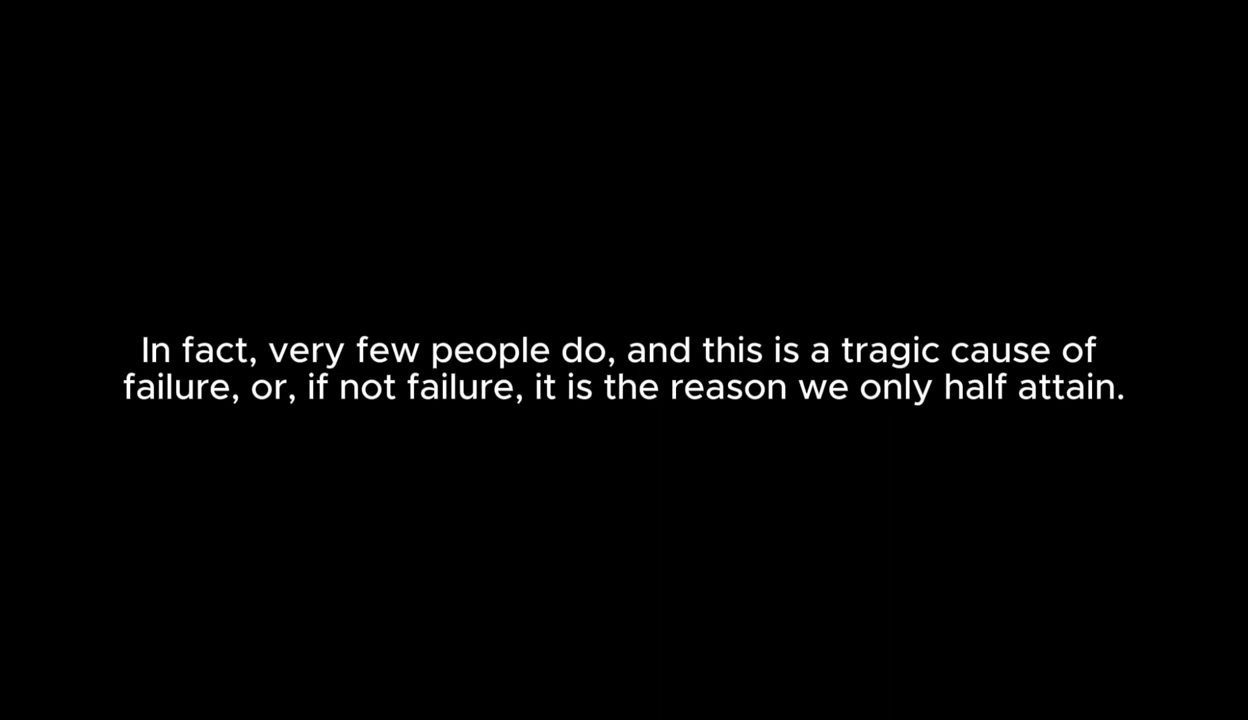 In fact, very few people do, and this is a tragic cause of
failure, or, if not failure, it is the reason we only half attain.